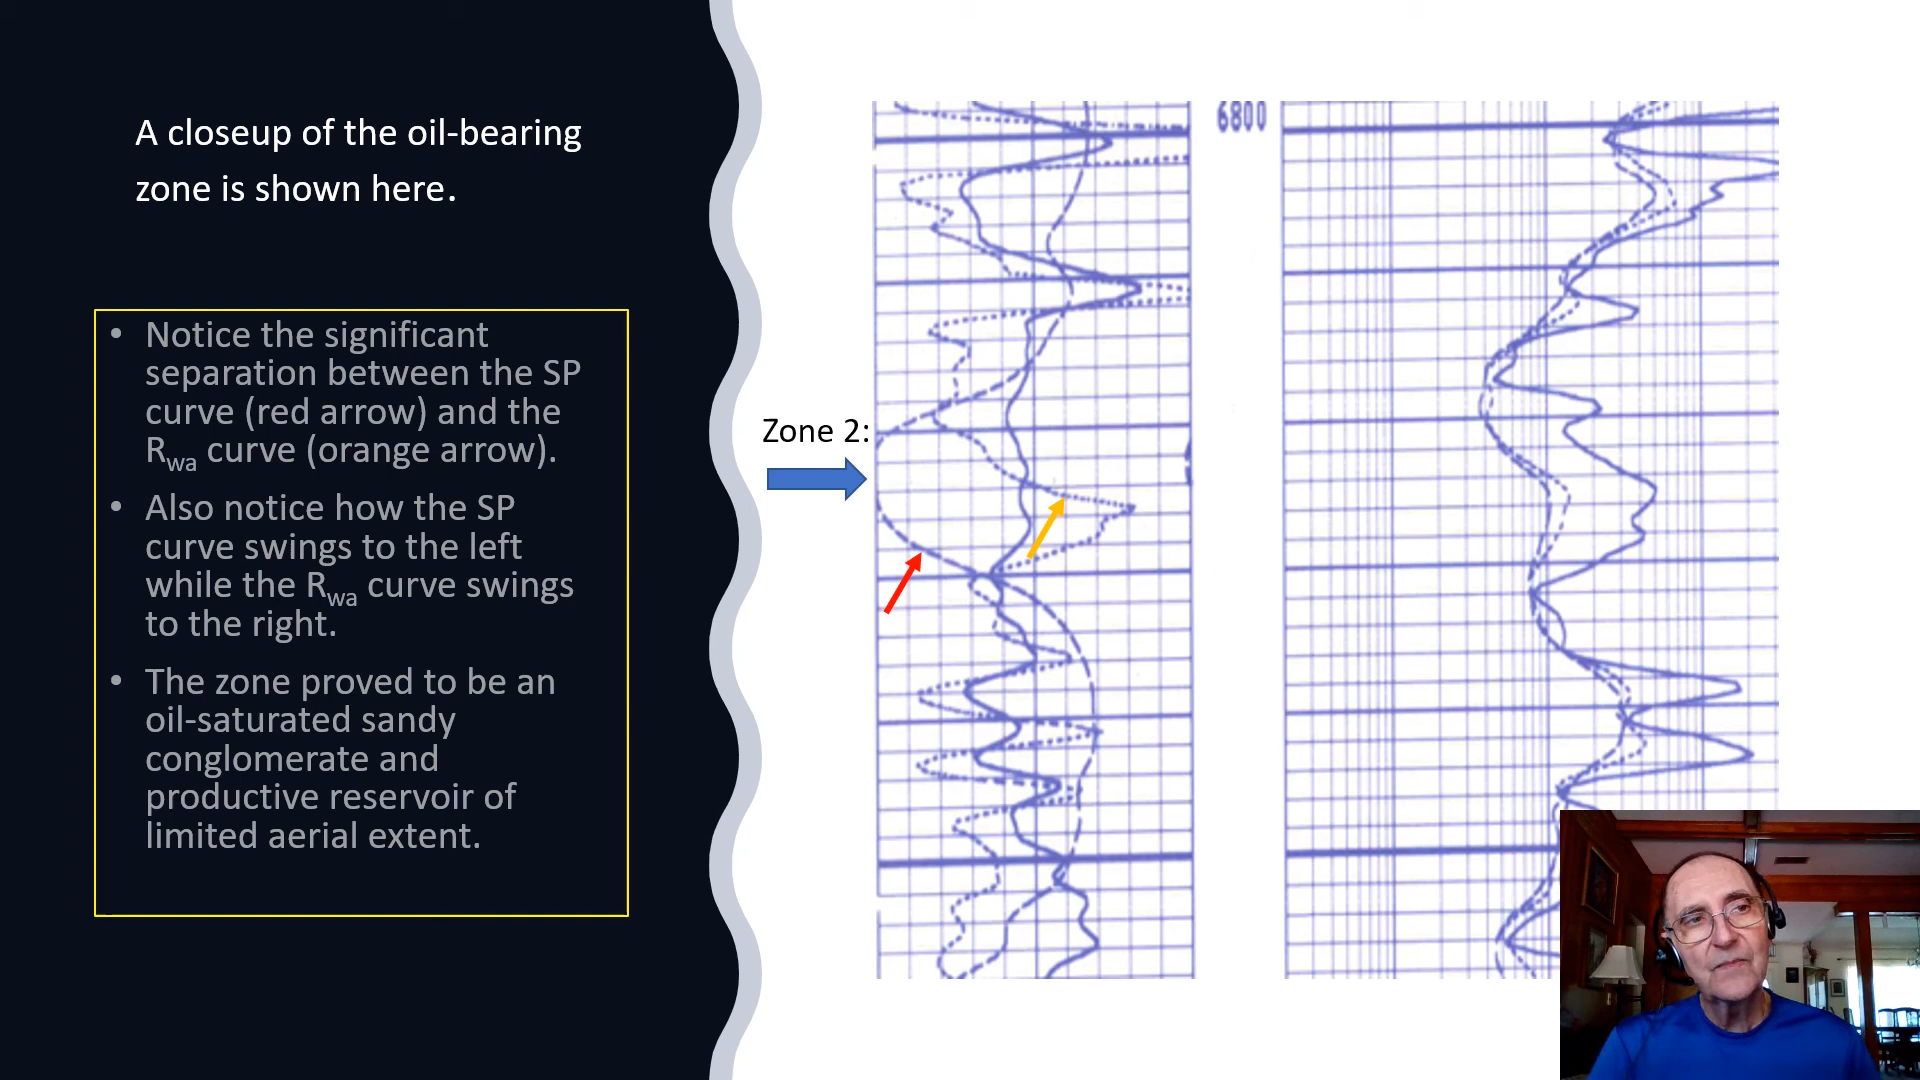 A closeup of the oil-bearing
zone is shown here.
• Notice the significant
separation between the SP
curve (red arrow) and the
Rwa curve (orange arrow).
• Also notice how the SP
curve swings to the left
while the Rwa curve swings
to the right.
• The zone proved to be an
oil-saturated sandy
conglomerate and
productive reservoir of
limited aerial extent.
Zone 2:
6800